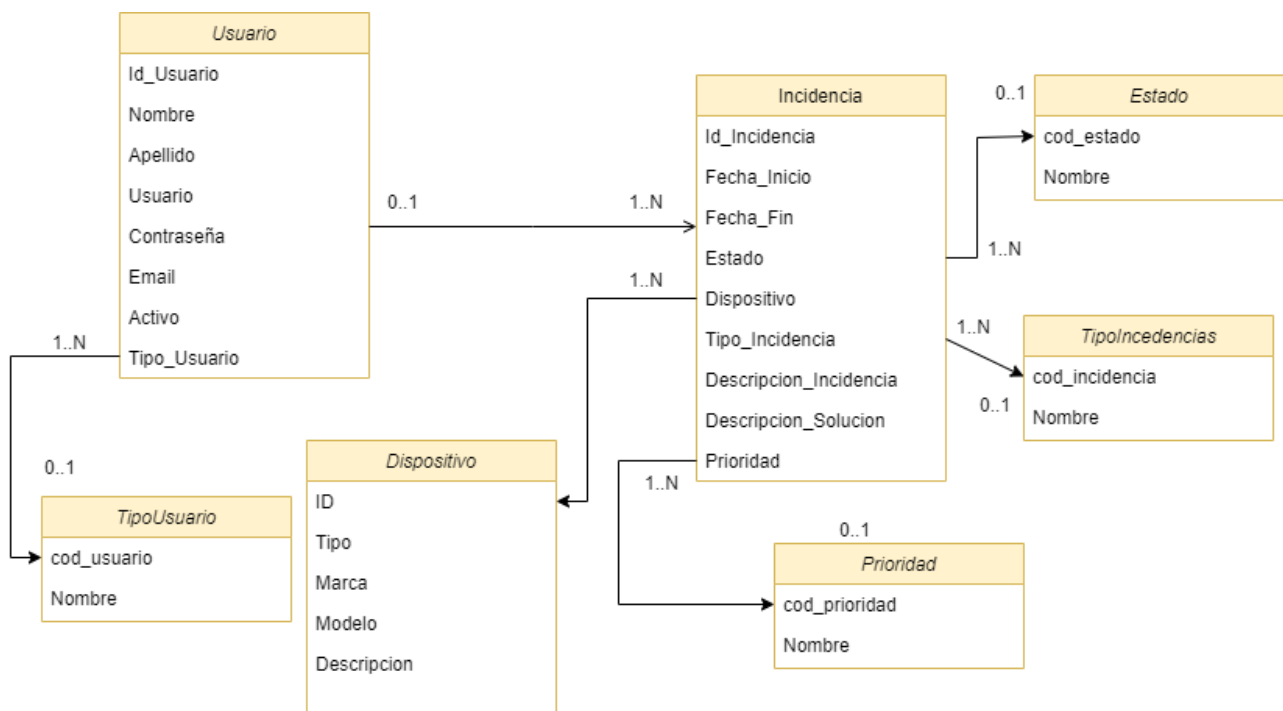 Usuario
Id_Usuario
Nombre
Apellido
Usuario
Contraseña
Email
Activo
Tipo_Usuario
0..1
1..N
Incidencia
Id_Incidencia
Fecha_Inicio
Fecha_Fin
Estado
Dispositivo
Tipo_Incidencia
Descripcion_Incidencia
Descripcion_Solucion
Prioridad
0..1
1..N
Estado
cod_estado
Nombre
1..N
0..1
TipoIncedencias
cod_incidencia
Nombre
1..N
1..N
0..1
TipoUsuario
cod_usuario
Nombre
Dispositivo
ID
Tipo
Marca
Modelo
Descripcion
1..N
0..1
Prioridad
cod_prioridad
Nombre